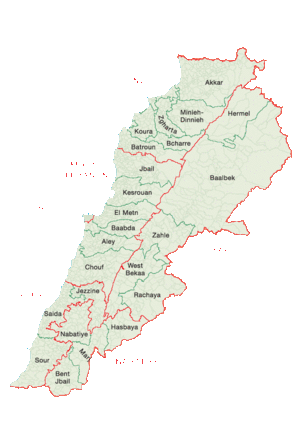 Akkar
Minieh-
Dinnieh
Hermel
Zgharta
Koura
Bcharre
Batroun
Jbail
Baalbek
Kesrouan
El Metn
Baabda
Zahle
Aley
Chouf
West
Bekaa
Jezzine
Rachaya
Saida
Hasbaya
Nabatiye
Marj
Sour
Bent
Jbail